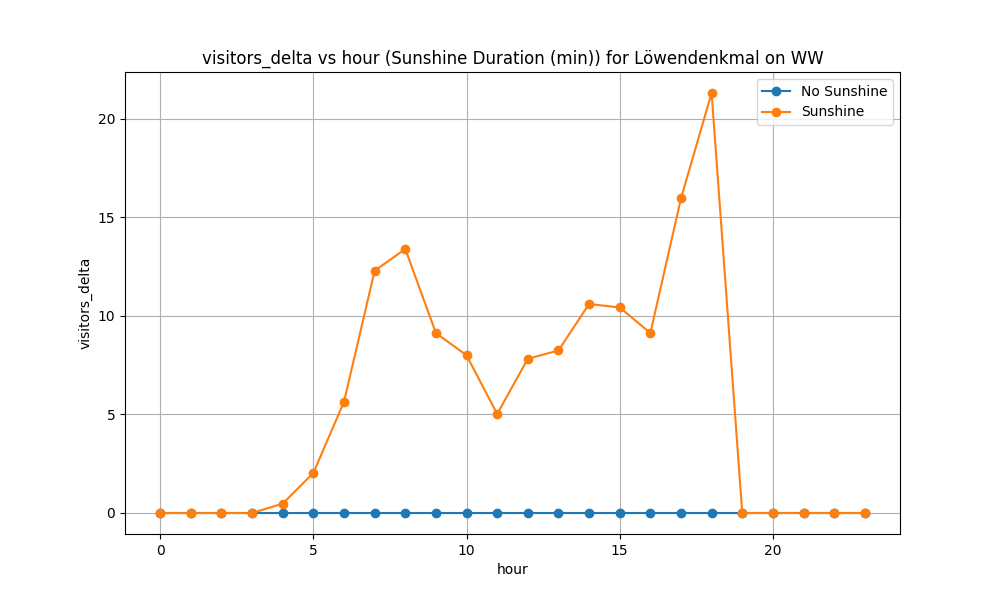 visitors_delta vs hour (Sunshine Duration (min)) for Löwendenkmal on WW
No Sunshine
Sunshine
visitors_delta
20
15
10
5
0
0 5 10 15 20
hour